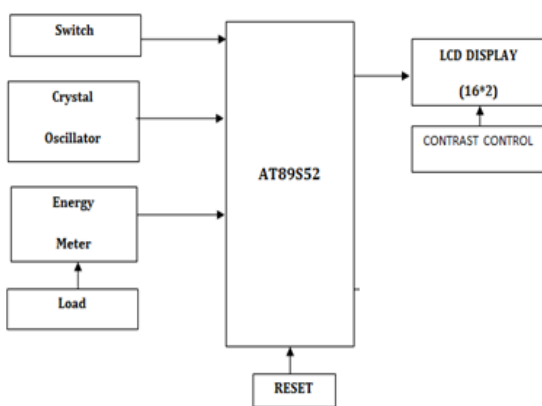 Switch
Crystal
Oscillator
Energy
Meter
Load
AT89S52
RESET
LCD DISPLAY
(16*2)
CONTRAST CONTROL